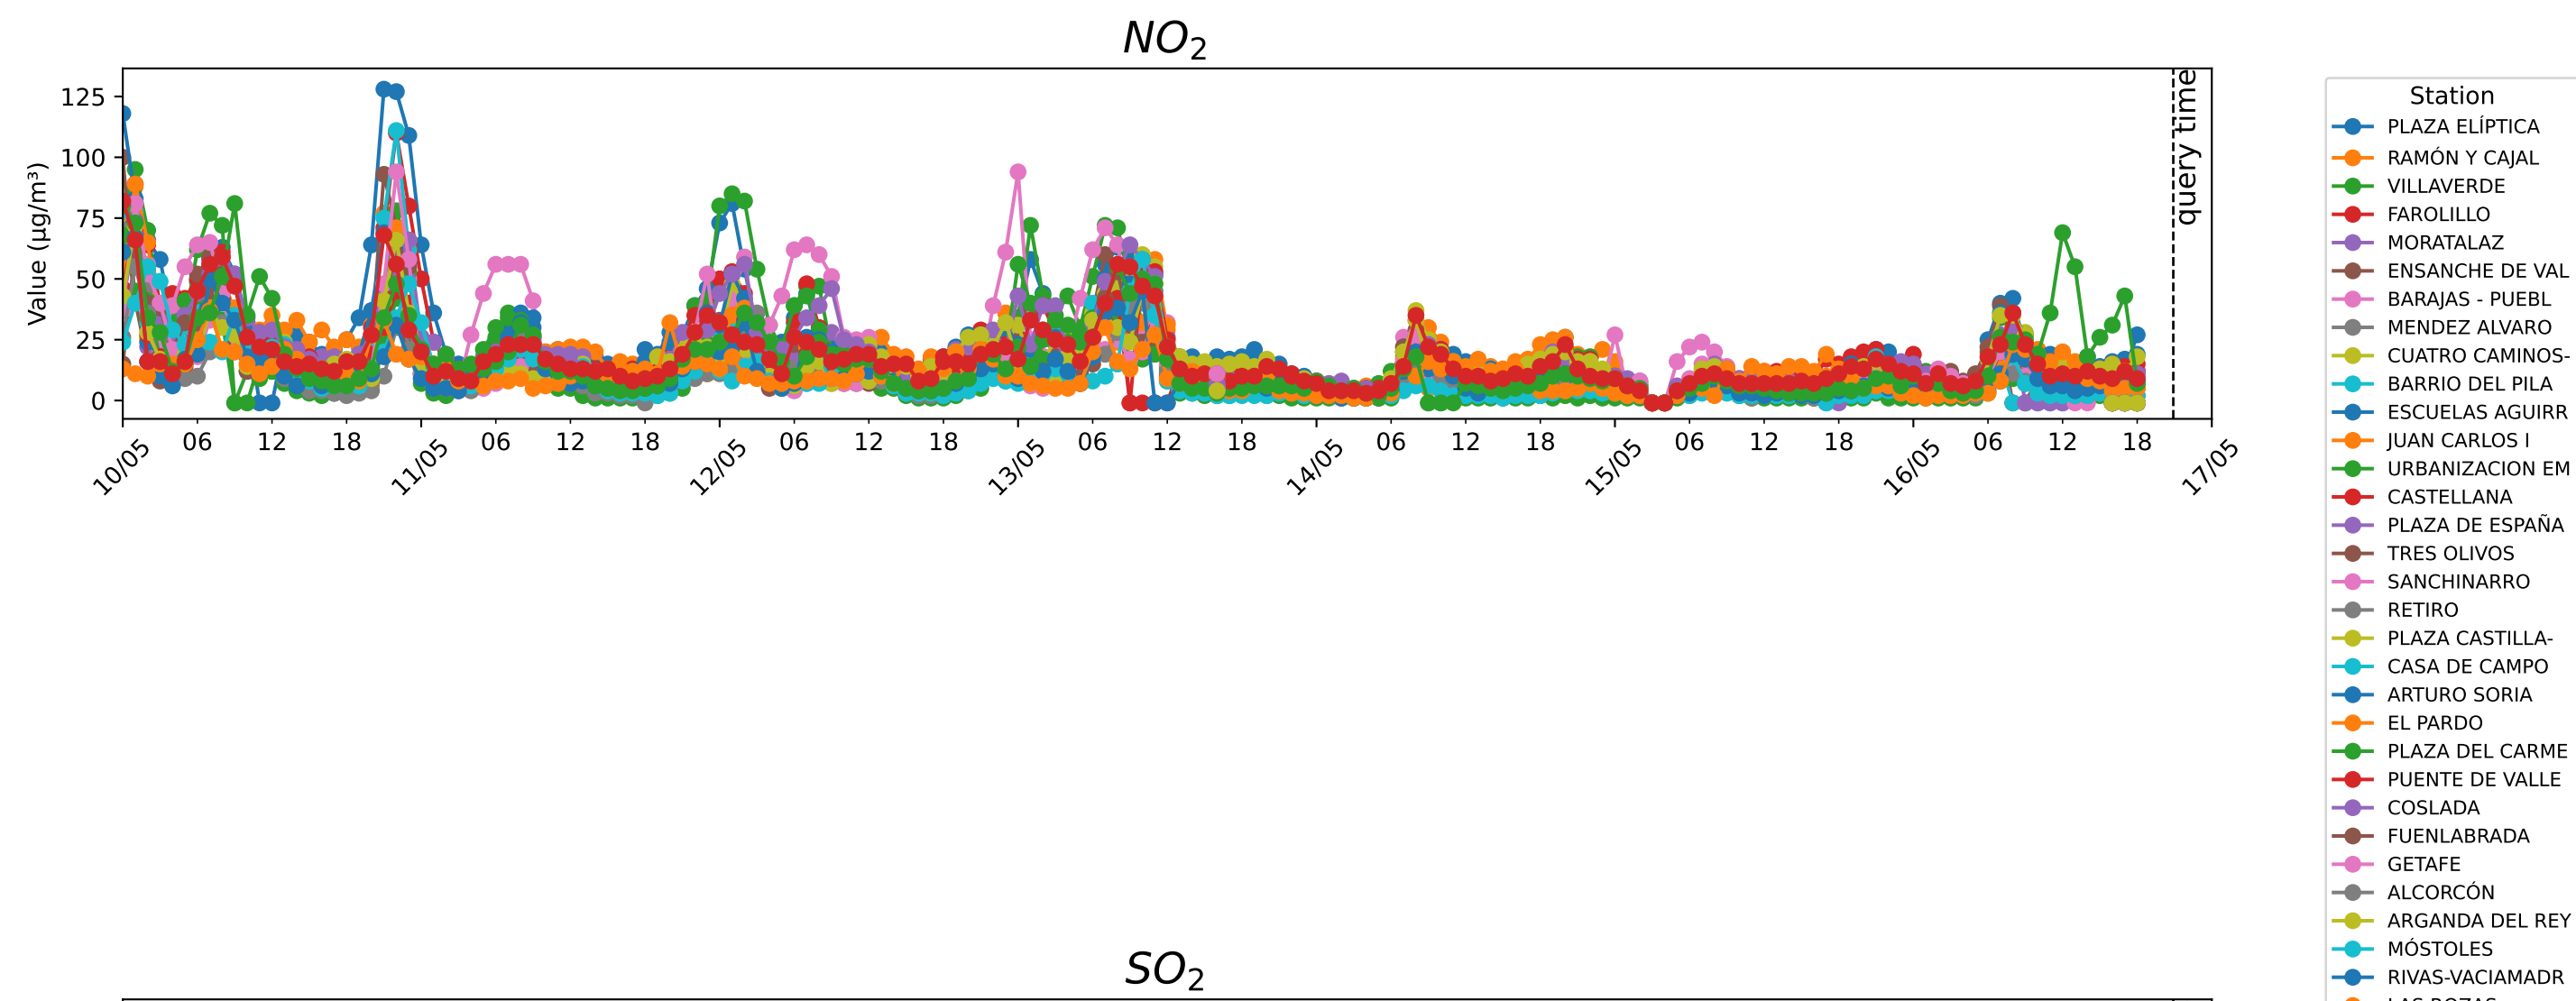 NO2
Value (µg/m³)
125
100
75
50
25
0
query time
06 12 18 06 12 18 06 12 18 06 12 18 06 12 18 06 12 18 06 12 18
10/05 11/05 12/05 13/05 14/05 15/05 16/05 17/05
Station
PLAZA ELÍPTICA
RAMÓN Y CAJAL
VILLAVERDE
FAROLILLO
MORATALAZ
ENSANCHE DE VAL
BARAJAS - PUEBL
MENDEZ ALVARO
CUATRO CAMINOS-
BARRIO DEL PILA
ESCUELAS AGUIRR
JUAN CARLOS I
URBANIZACION EM
CASTELLANA
PLAZA DE ESPAÑA
TRES OLIVOS
SANCHINARRO
RETIRO
PLAZA CASTILLA-
CASA DE CAMPO
ARTURO SORIA
EL PARDO
PLAZA DEL CARME
PUENTE DE VALLE
COSLADA
FUENLABRADA
GETAFE
ALCORCÓN
ARGANDA DEL REY
MÓSTOLES
RIVAS-VACIAMADR
SO2